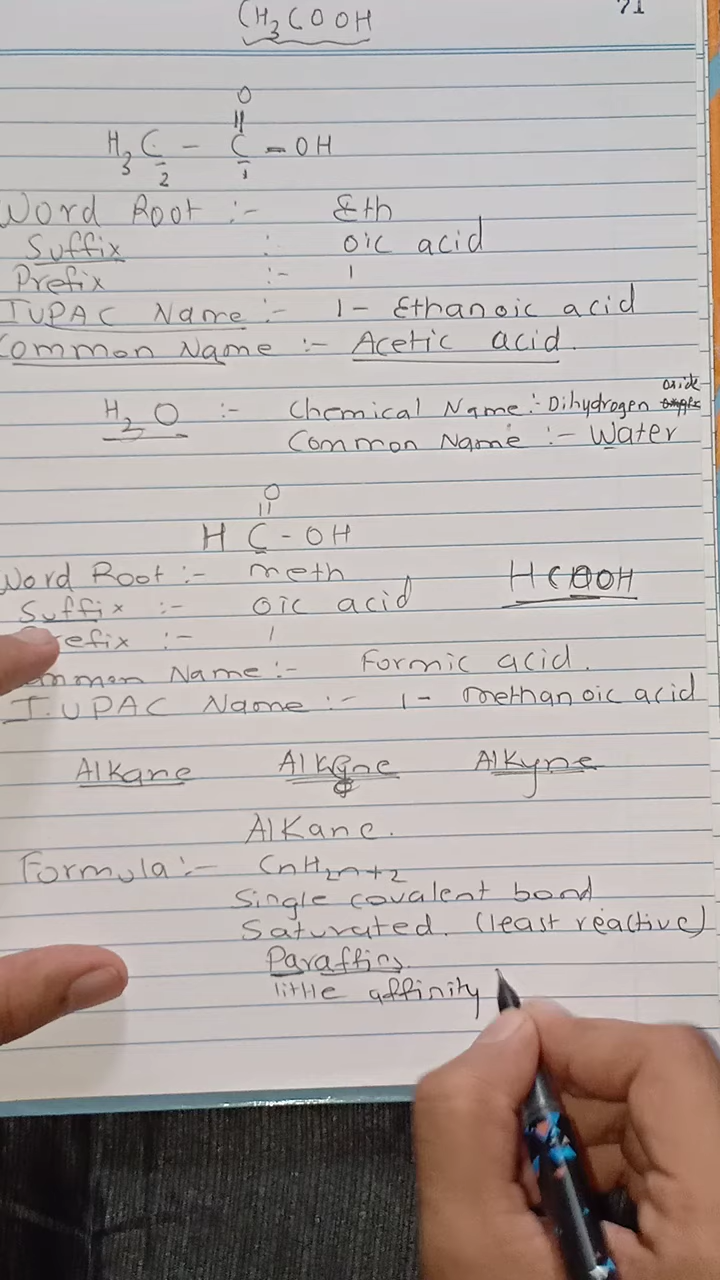 CH3COOH
71
O
||
H3C - C - OH
2 1
Word Root :- Eth
Suffix : oic acid
Prefix :- 1
IUPAC Name :- 1- Ethanoic acid
Common Name :- Acetic acid.
H2O :- Chemical Name :- Dihydrogen oxide
Common Name :- Water
O
||
H C - OH
Word Root :- meth
HCOOH
Suffix :- oic acid
refix :- 1
mmon Name :- Formic acid.
I.UPAC Name :- 1- methanoic acid
Alkane Alkene Alkyne
Alkane.
Formula :- CnH2n+2
Single covalent bond
Saturated. (least reactive)
Paraffins.
little affinity